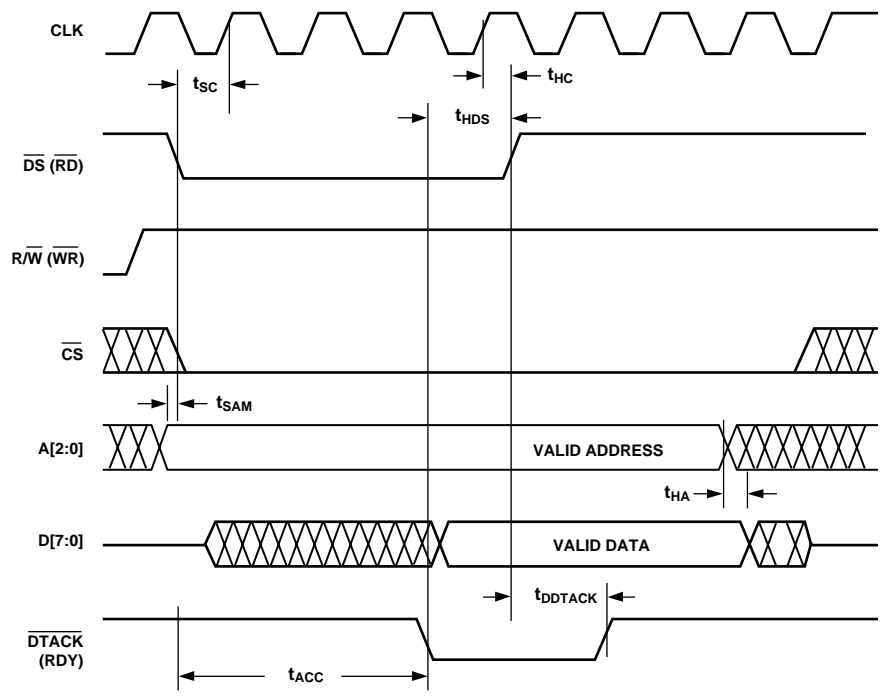 CLK
tSC
tHC
tHDS
DS (RD)
R/W (WR)
CS
tSAM
A[2:0]
VALID ADDRESS
tHA
D[7:0]
VALID DATA
tDDTACK
DTACK
(RDY)
tACC